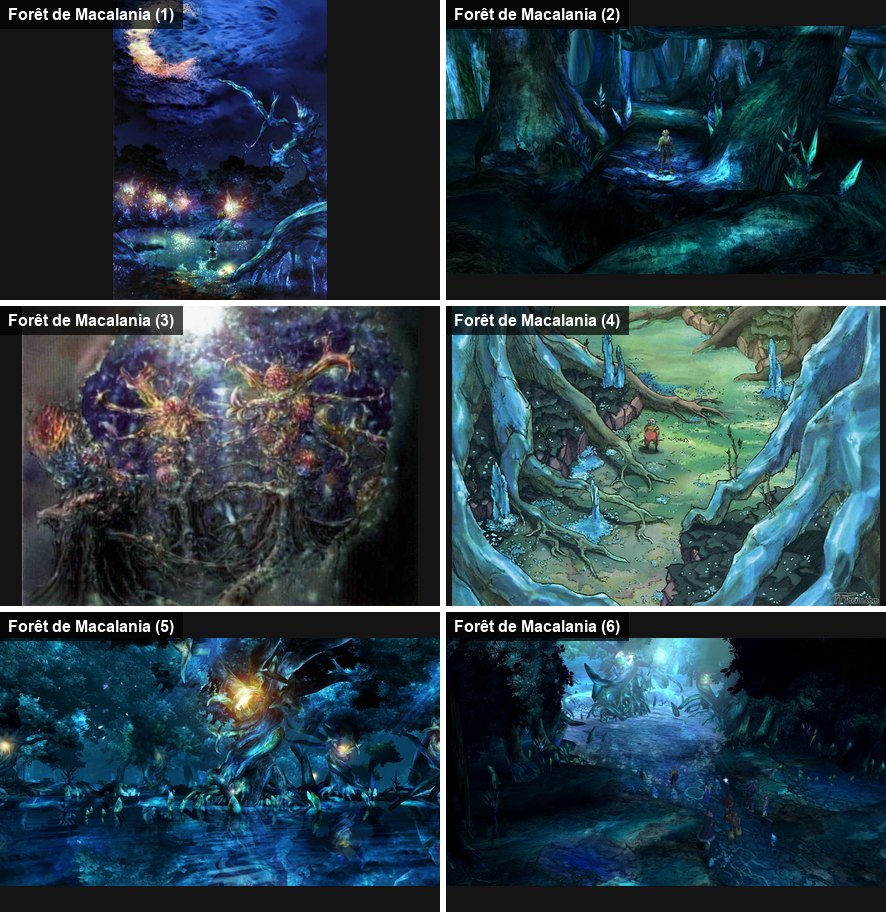 Forêt de Macalania (1)
Forêt de Macalania (2)
Forêt de Macalania (3)
Forêt de Macalania (4)
Forêt de Macalania (5)
Forêt de Macalania (6)